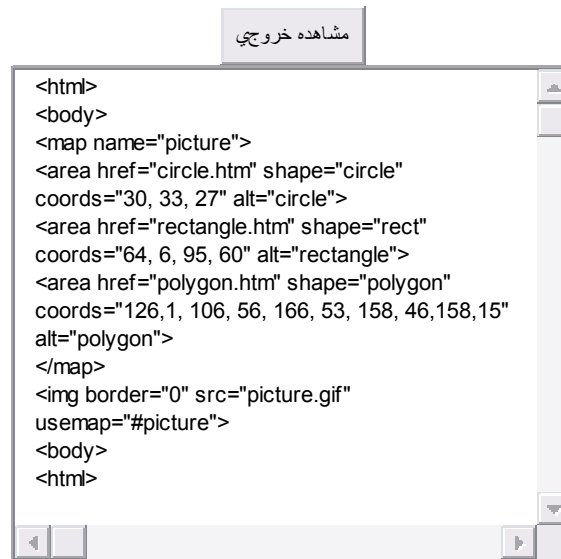 مشاهده خروجي
<html>
<body>
<map name="picture">
<area href="circle.htm" shape="circle"
coords="30, 33, 27" alt="circle">
<area href="rectangle.htm" shape="rect"
coords="64, 6, 95, 60" alt="rectangle">
<area href="polygon.htm" shape="polygon"
coords="126,1, 106, 56, 166, 53, 158, 46,158,15"
alt="polygon">
</map>
<img border="0" src="picture.gif"
usemap="#picture">
<body>
<html>